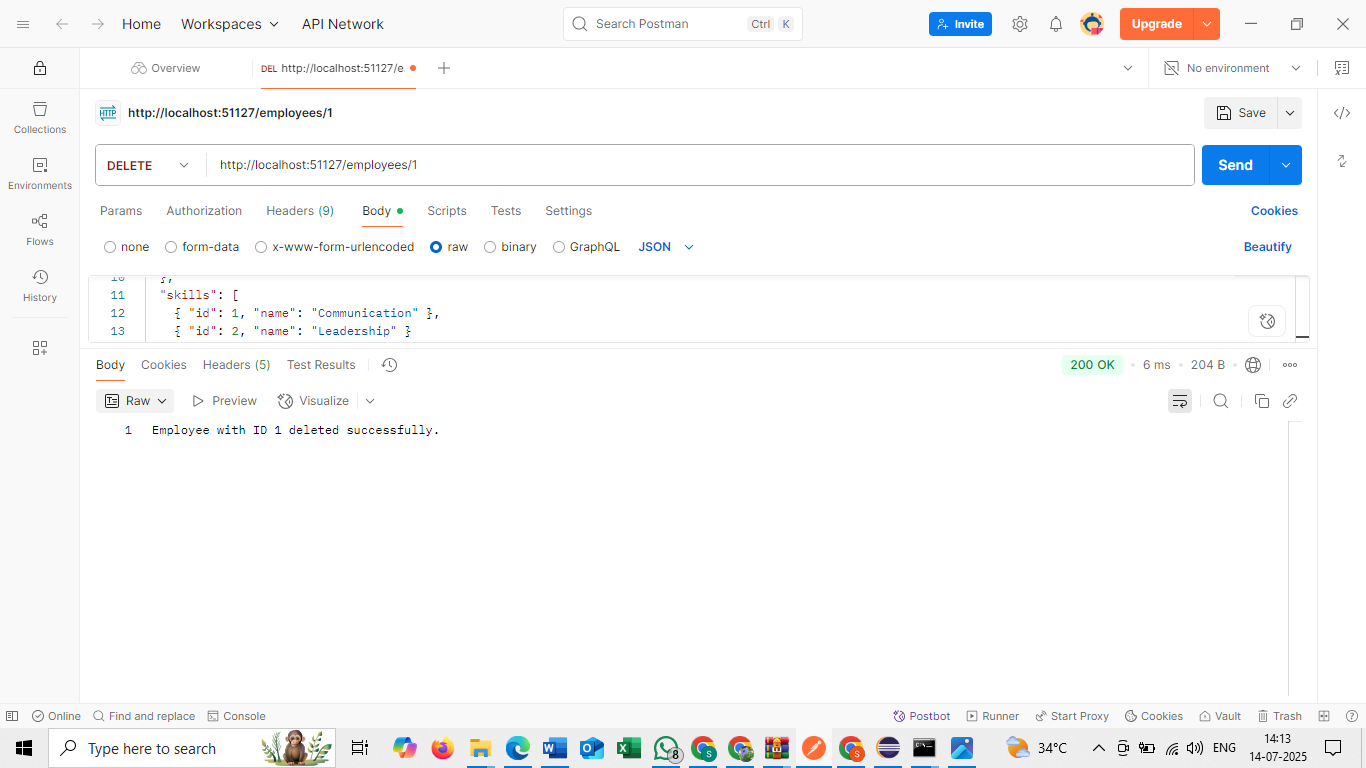 Home Workspaces API Network Search Postman Ctrl K Invite Upgrade
Overview DEL http://localhost:51127/e No environment
Collections
Environments
Flows
History
HTTP http://localhost:51127/employees/1 Save
DELETE http://localhost:51127/employees/1 Send
Params Authorization Headers (9) Body Scripts Tests Settings Cookies
none form-data x-www-form-urlencoded raw binary GraphQL JSON Beautify
10 },
11 "skills": [
12 { "id": 1, "name": "Communication" },
13 { "id": 2, "name": "Leadership" }
Body Cookies Headers (5) Test Results 200 OK • 6 ms • 204 B
Raw Preview Visualize
1 Employee with ID 1 deleted successfully.
Online Find and replace Console Postbot Runner Start Proxy Cookies Vault Trash
Type here to search 8 34°C ENG 14:13
14-07-2025